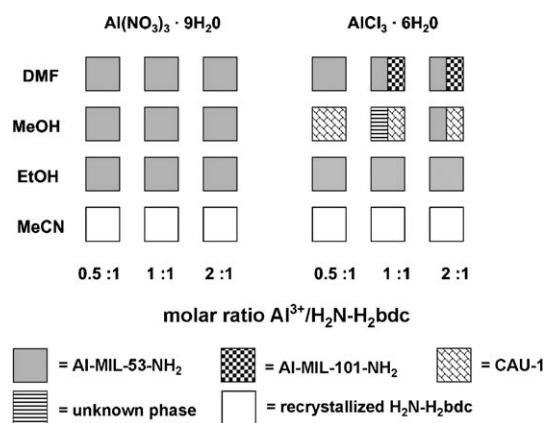 Al(NO₃)₃ · 9H₂0 AlCl₃ · 6H₂0
DMF
MeOH
EtOH
MeCN
0.5 :1 1 :1 2 :1 0.5 :1 1 :1 2 :1
molar ratio Al³⁺/H₂N-H₂bdc
= Al-MIL-53-NH₂ = Al-MIL-101-NH₂ = CAU-1
= unknown phase = recrystallized H₂N-H₂bdc